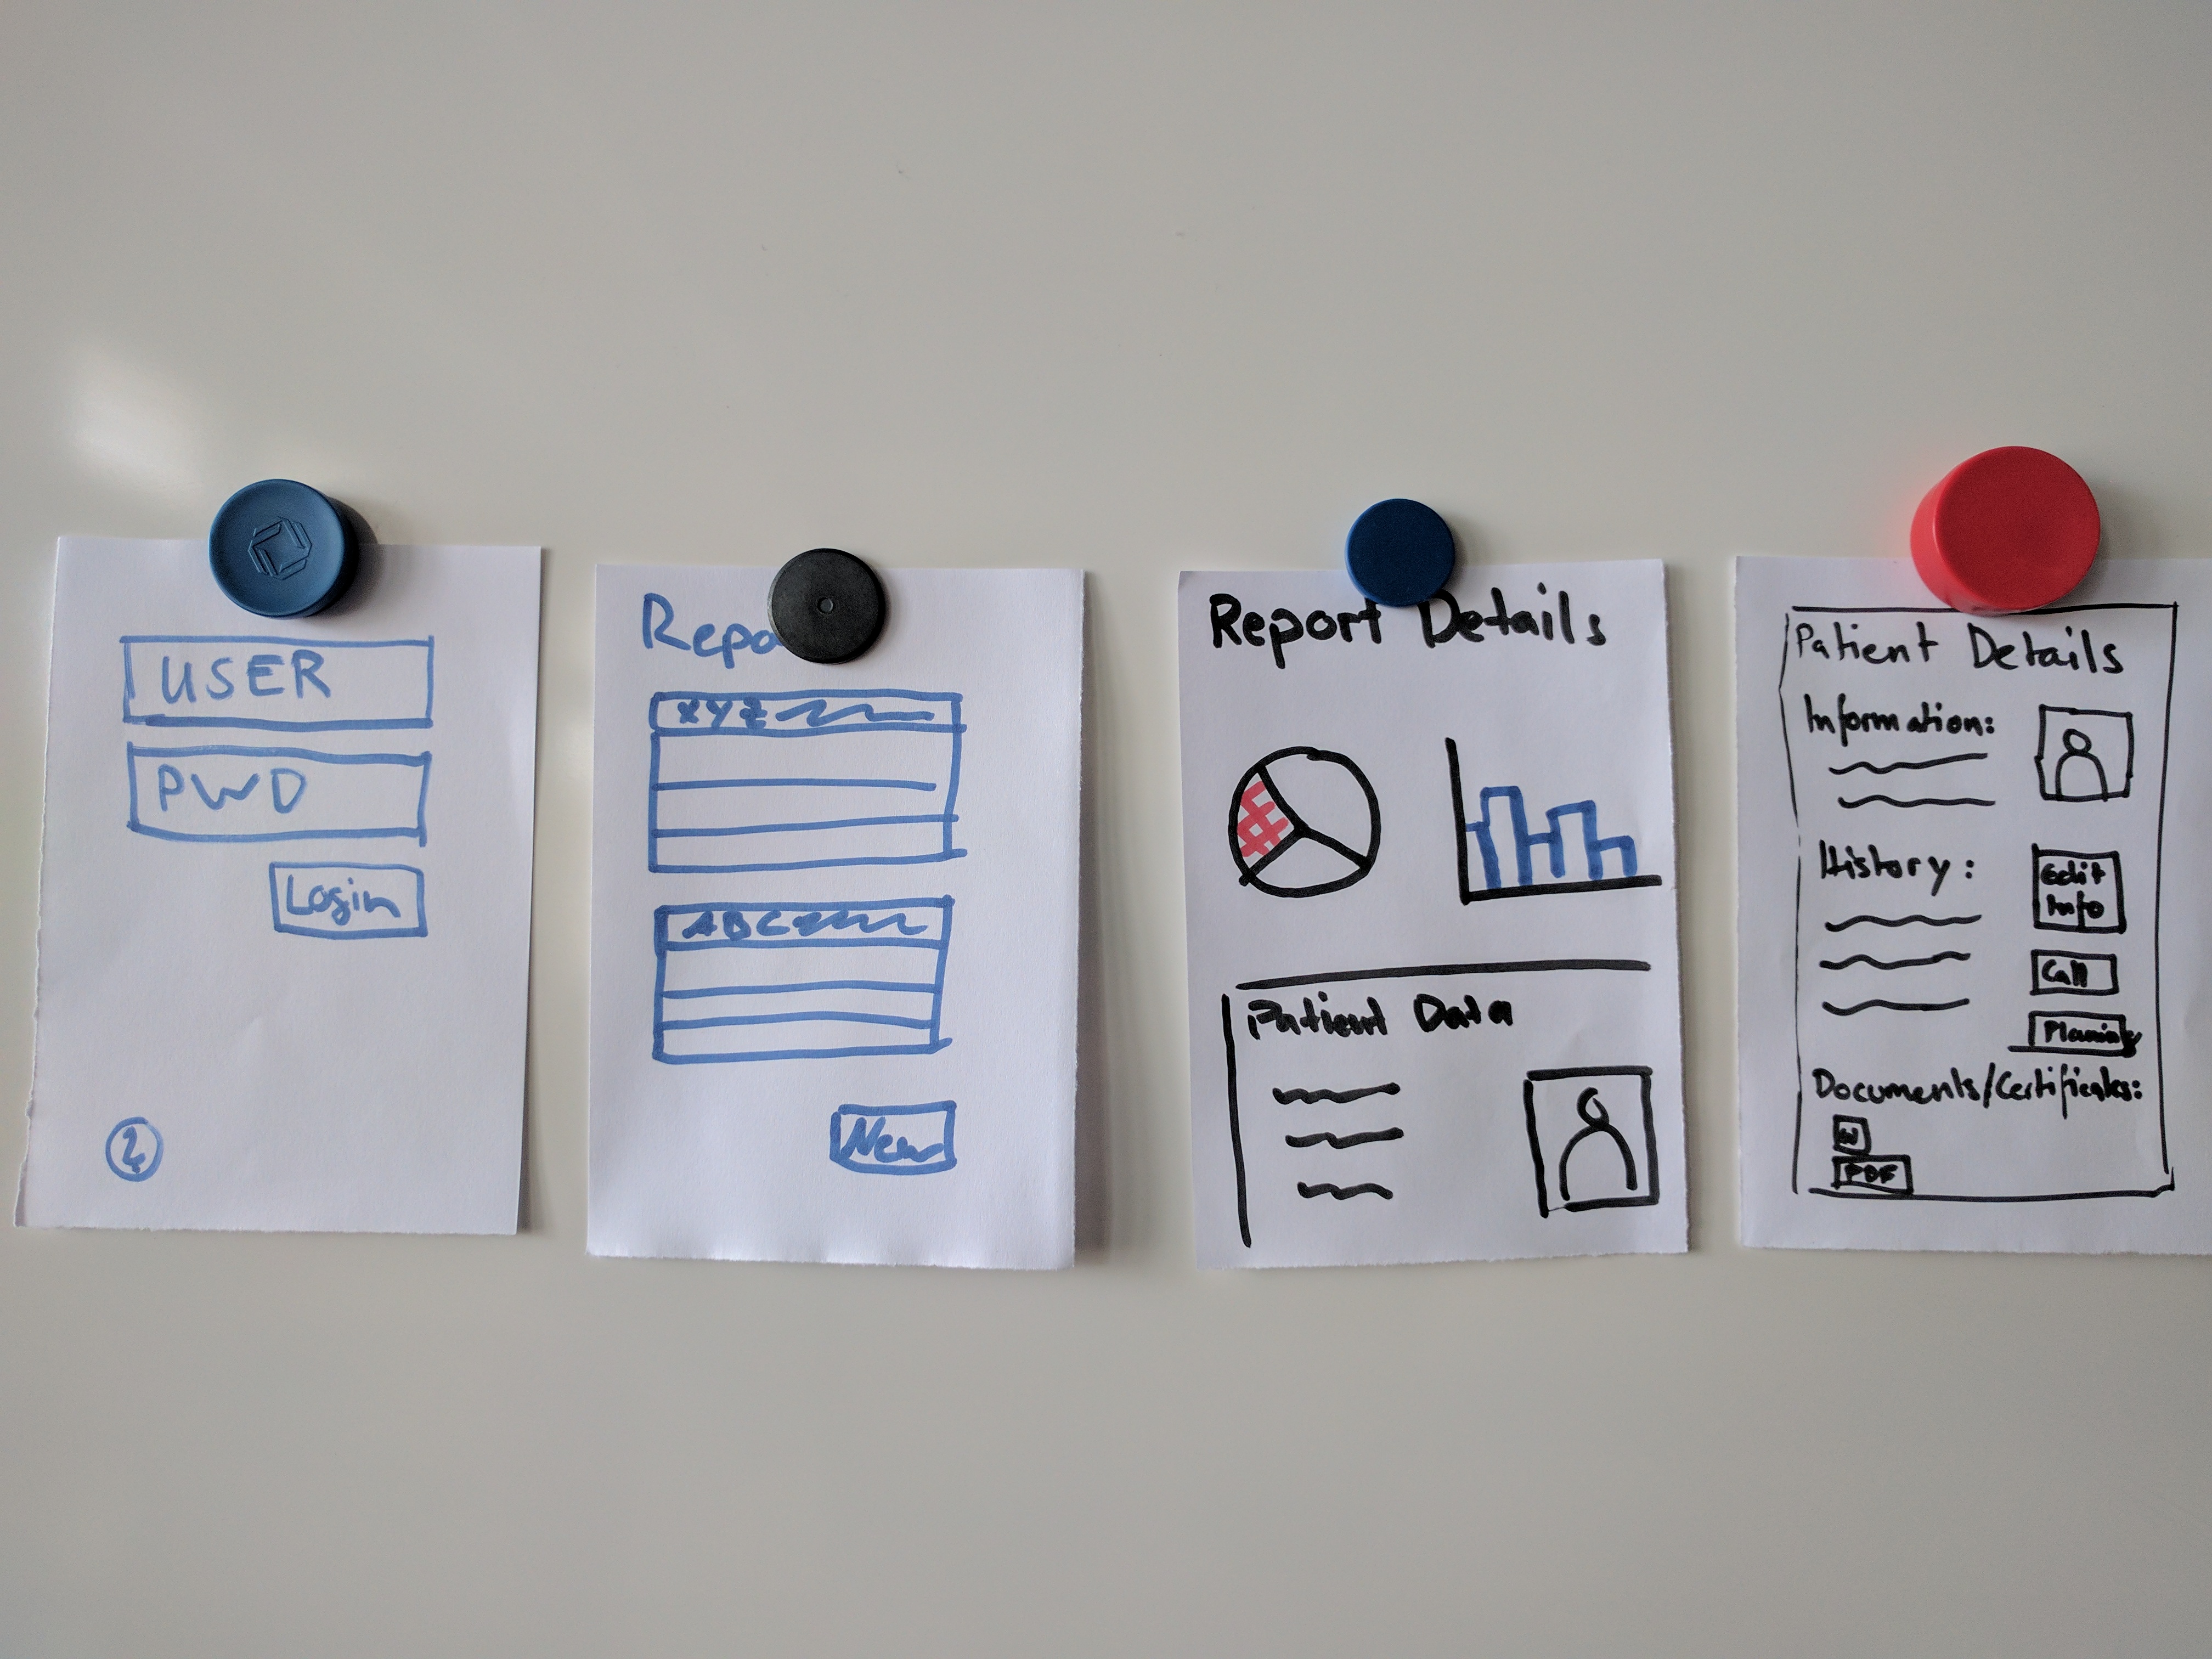 USER
PWD
Login
Repo
XYZ
ABC
New
Report Details
Patient Data
Patient Details
Information:
History:
Edit
Info
Call
Planning
Documents/Certificates:
W
PDF